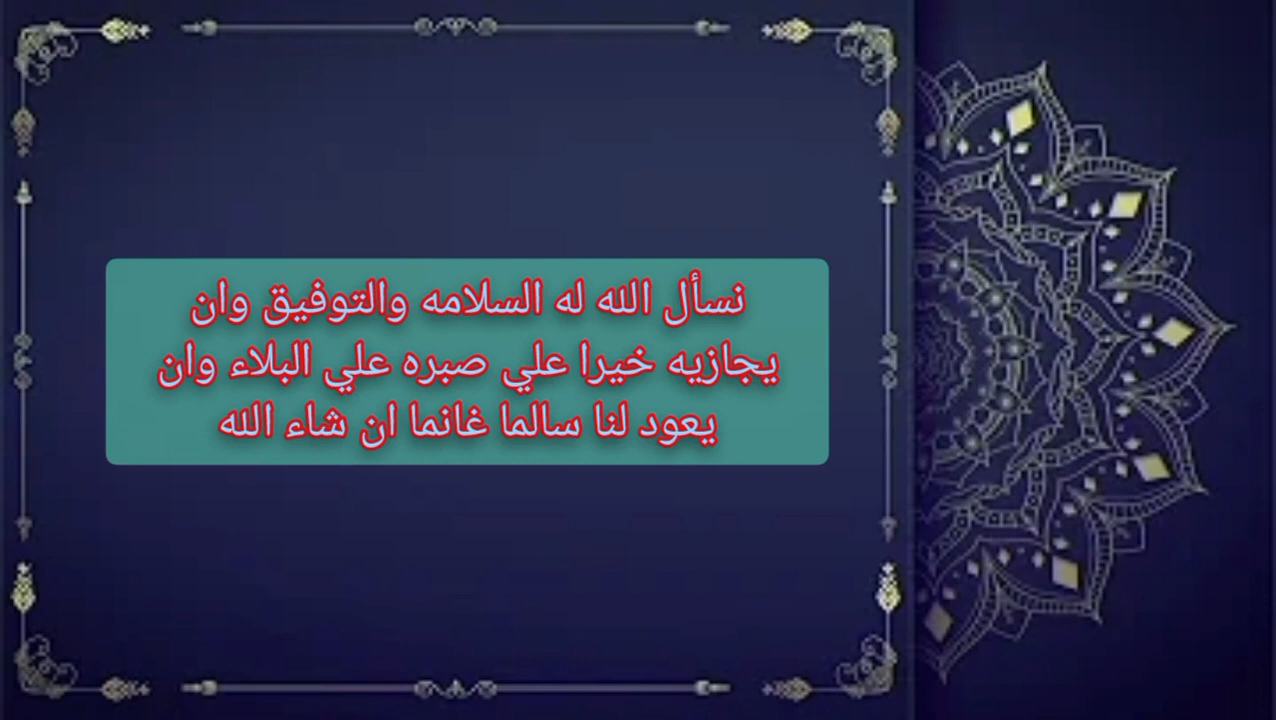 نسأل الله له السلامه والتوفيق وان
يجازيه خيرا علي صبره علي البلاء وان
يعود لنا سالما غانما ان شاء الله